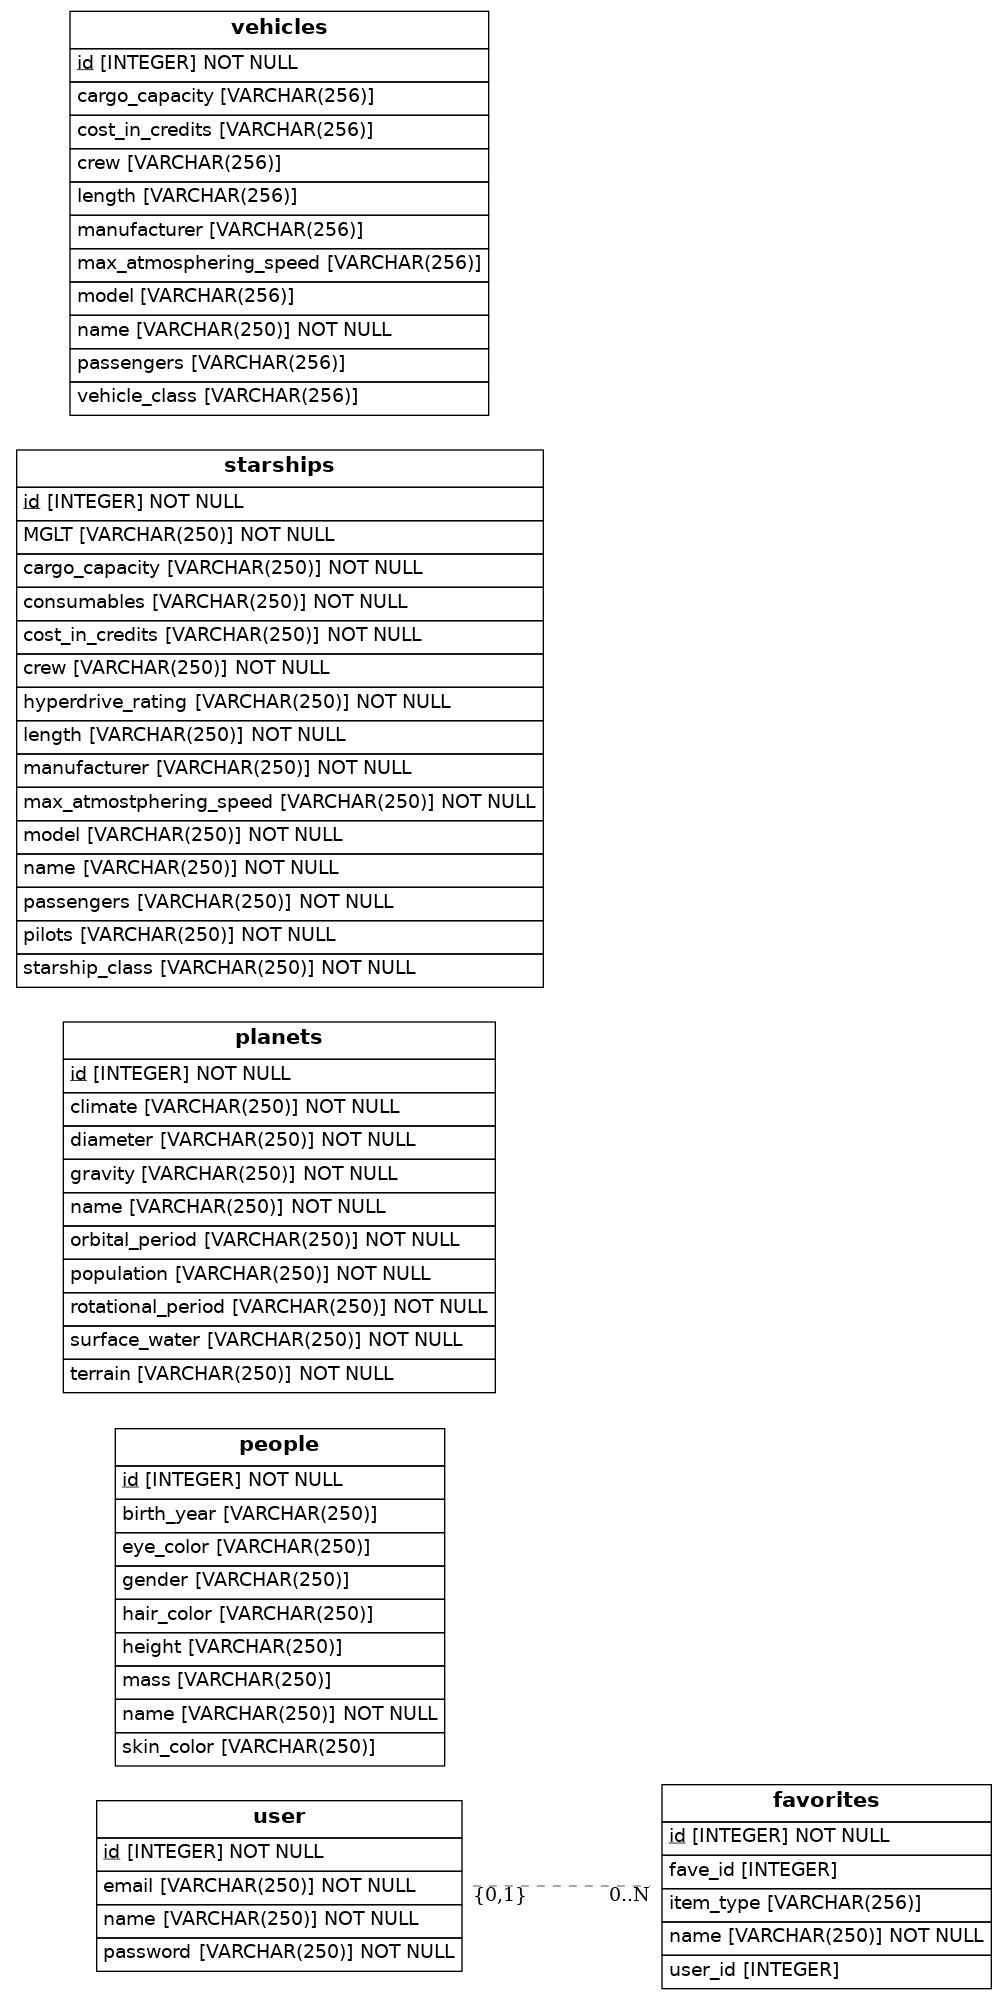 vehicles
id [INTEGER] NOT NULL
cargo_capacity [VARCHAR(256)]
cost_in_credits [VARCHAR(256)]
crew [VARCHAR(256)]
length [VARCHAR(256)]
manufacturer [VARCHAR(256)]
max_atmosphering_speed [VARCHAR(256)]
model [VARCHAR(256)]
name [VARCHAR(250)] NOT NULL
passengers [VARCHAR(256)]
vehicle_class [VARCHAR(256)]
starships
id [INTEGER] NOT NULL
MGLT [VARCHAR(250)] NOT NULL
cargo_capacity [VARCHAR(250)] NOT NULL
consumables [VARCHAR(250)] NOT NULL
cost_in_credits [VARCHAR(250)] NOT NULL
crew [VARCHAR(250)] NOT NULL
hyperdrive_rating [VARCHAR(250)] NOT NULL
length [VARCHAR(250)] NOT NULL
manufacturer [VARCHAR(250)] NOT NULL
max_atmostphering_speed [VARCHAR(250)] NOT NULL
model [VARCHAR(250)] NOT NULL
name [VARCHAR(250)] NOT NULL
passengers [VARCHAR(250)] NOT NULL
pilots [VARCHAR(250)] NOT NULL
starship_class [VARCHAR(250)] NOT NULL
planets
id [INTEGER] NOT NULL
climate [VARCHAR(250)] NOT NULL
diameter [VARCHAR(250)] NOT NULL
gravity [VARCHAR(250)] NOT NULL
name [VARCHAR(250)] NOT NULL
orbital_period [VARCHAR(250)] NOT NULL
population [VARCHAR(250)] NOT NULL
rotational_period [VARCHAR(250)] NOT NULL
surface_water [VARCHAR(250)] NOT NULL
terrain [VARCHAR(250)] NOT NULL
people
id [INTEGER] NOT NULL
birth_year [VARCHAR(250)]
eye_color [VARCHAR(250)]
gender [VARCHAR(250)]
hair_color [VARCHAR(250)]
height [VARCHAR(250)]
mass [VARCHAR(250)]
name [VARCHAR(250)] NOT NULL
skin_color [VARCHAR(250)]
user
id [INTEGER] NOT NULL
email [VARCHAR(250)] NOT NULL
name [VARCHAR(250)] NOT NULL
password [VARCHAR(250)] NOT NULL
{0,1}
0..N
favorites
id [INTEGER] NOT NULL
fave_id [INTEGER]
item_type [VARCHAR(256)]
name [VARCHAR(250)] NOT NULL
user_id [INTEGER]